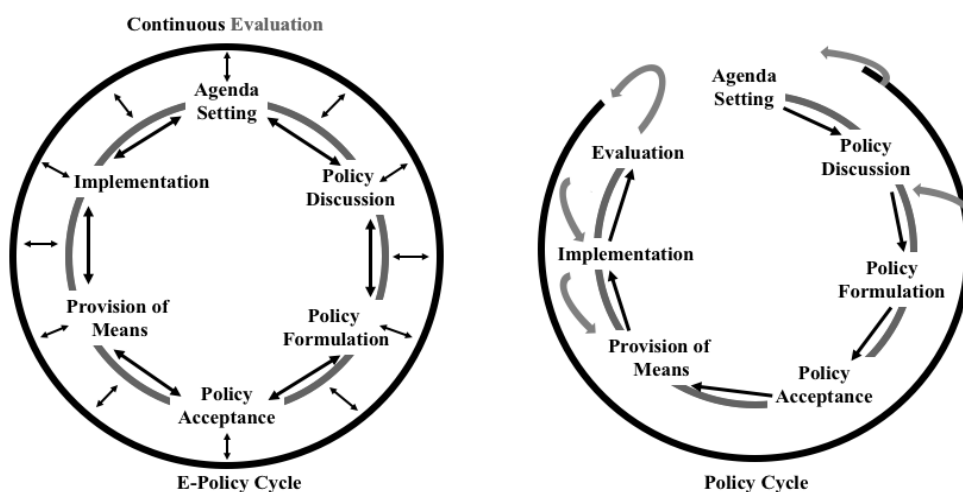 Continuous Evaluation
Agenda
Setting
Policy
Discussion
Policy
Formulation
Policy
Acceptance
Provision of
Means
Implementation
E-Policy Cycle
Agenda
Setting
Policy
Discussion
Policy
Formulation
Policy
Acceptance
Provision of
Means
Implementation
Evaluation
Policy Cycle